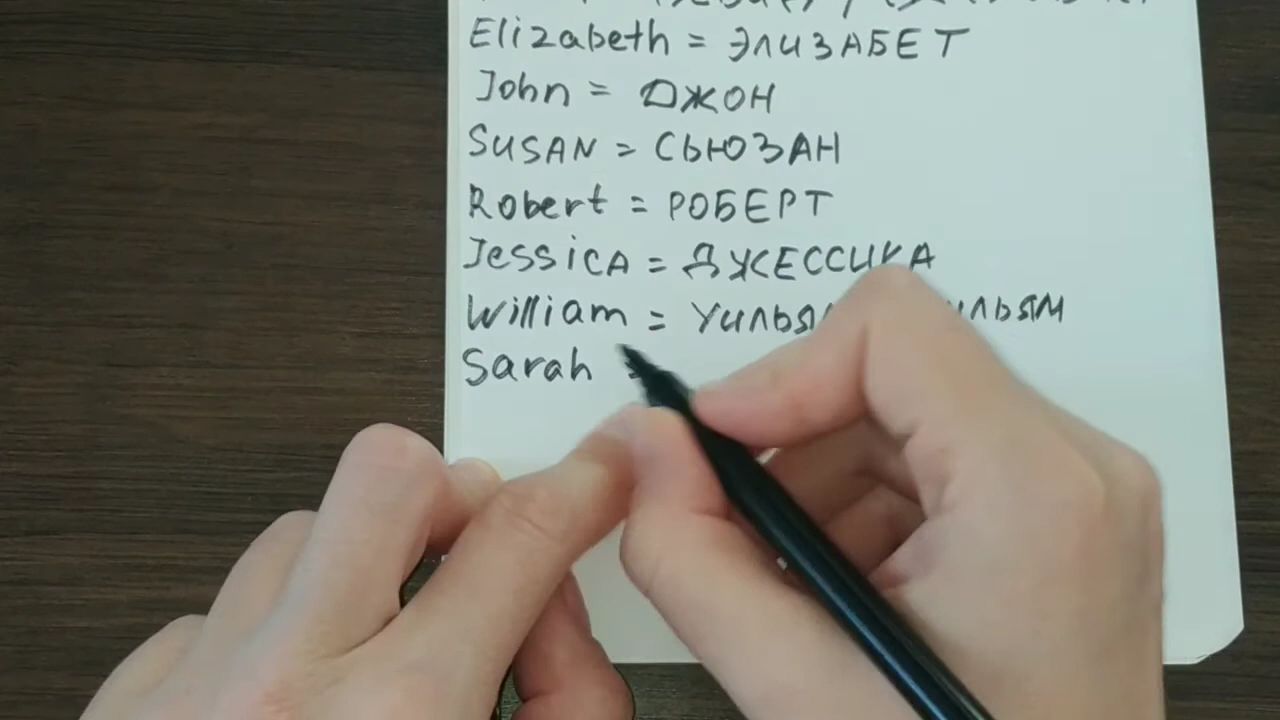 Elizabeth = ЭЛИЗАБЕТ
John = ДЖОН
SUSAN = СЬЮЗАН
Robert = РОБЕРТ
JessicA = ДЖЕССИКА
William =
Sarah =